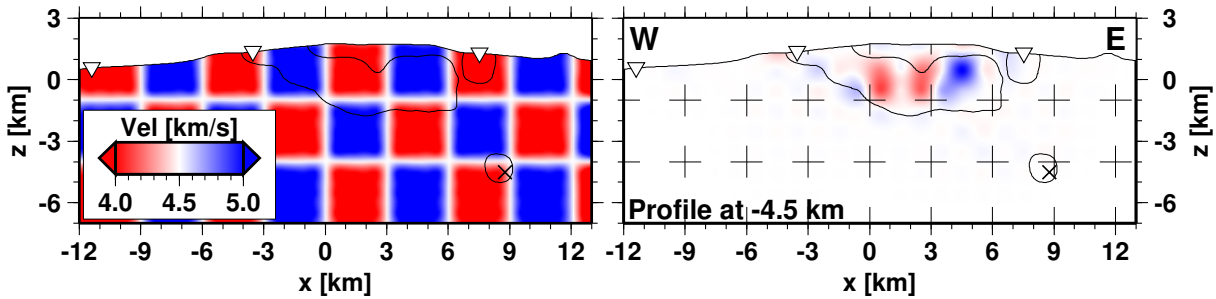 3
0
-3
-6
z [km]
Vel [km/s]
4.0 4.5 5.0
-12 -9 -6 -3 0 3 6 9 12
x [km]
W E
Profile at -4.5 km
3
0
-3
-6
z [km]
-12 -9 -6 -3 0 3 6 9 12
x [km]